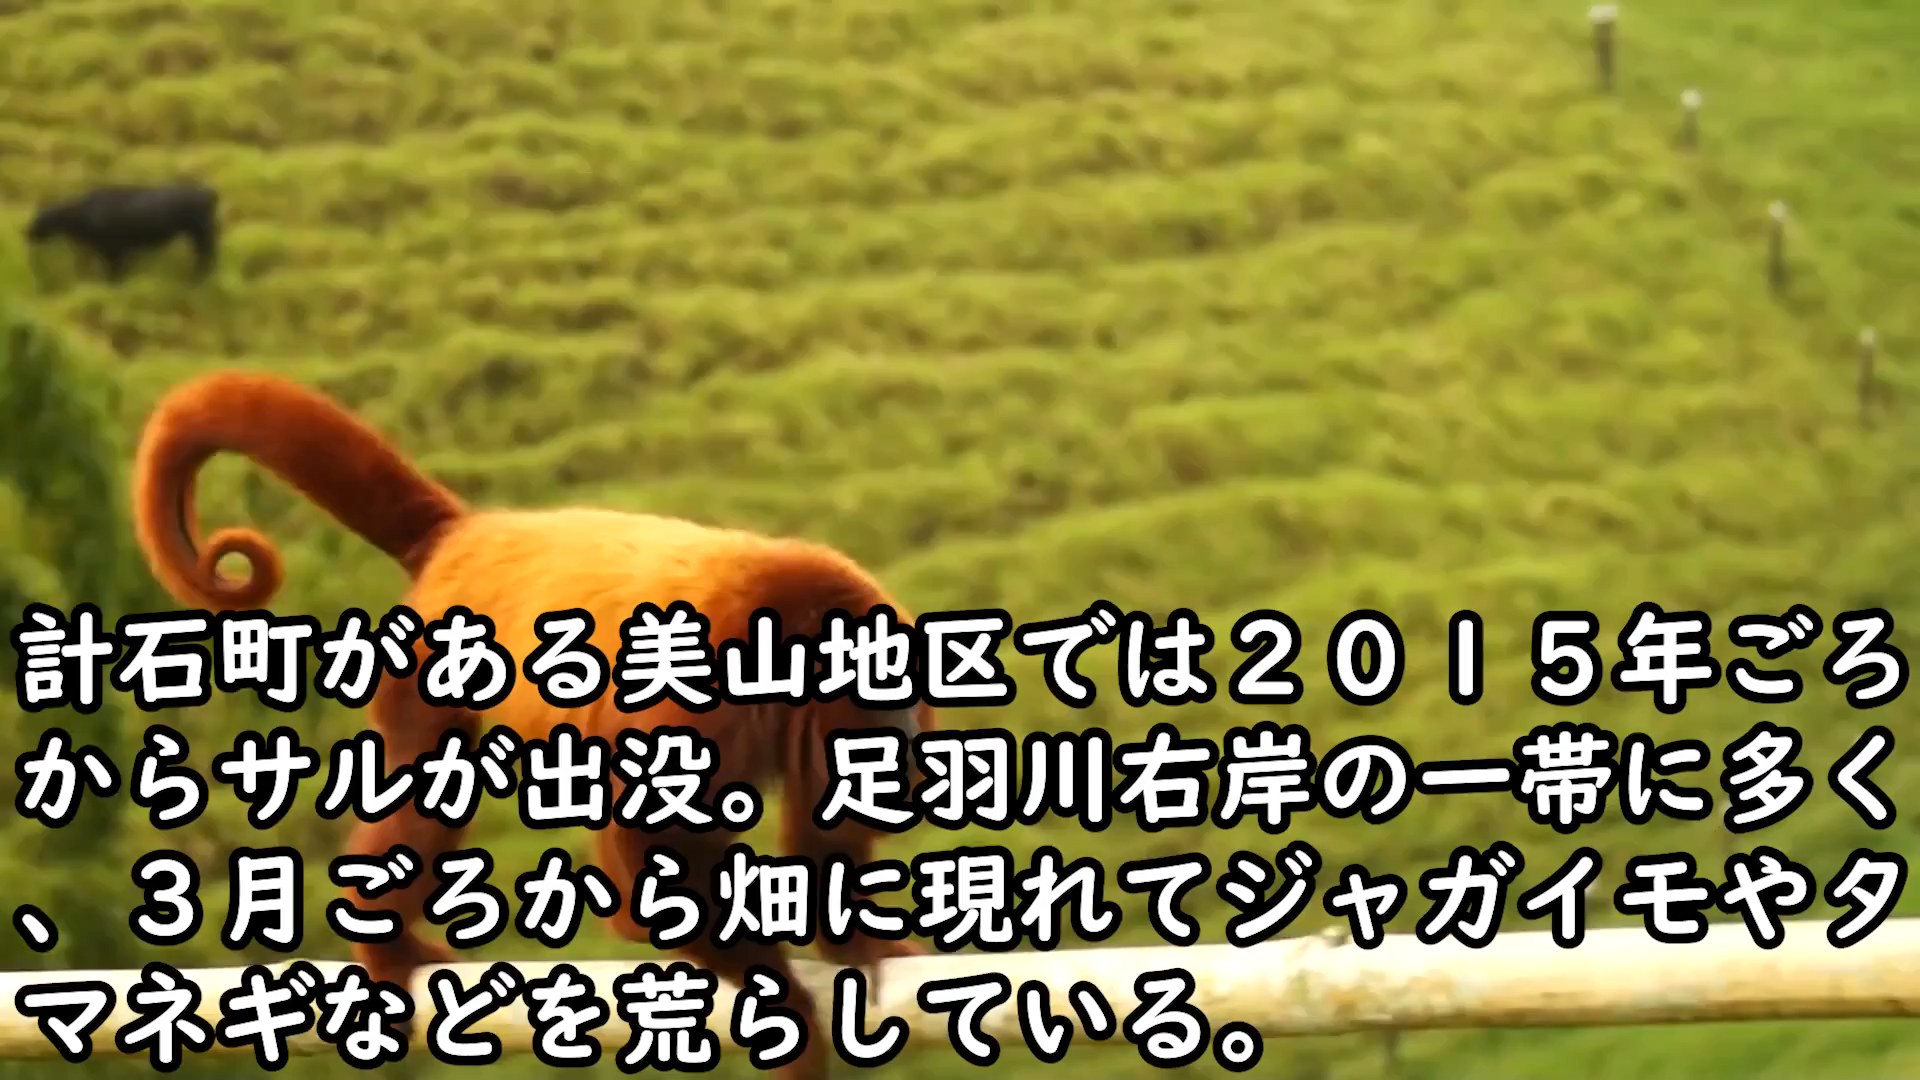 計石町がある美山地区では２０１５年ごろ
からサルが出没。足羽川右岸の一帯に多く
、３月ごろから畑に現れてジャガイモやタ
マネギなどを荒らしている。